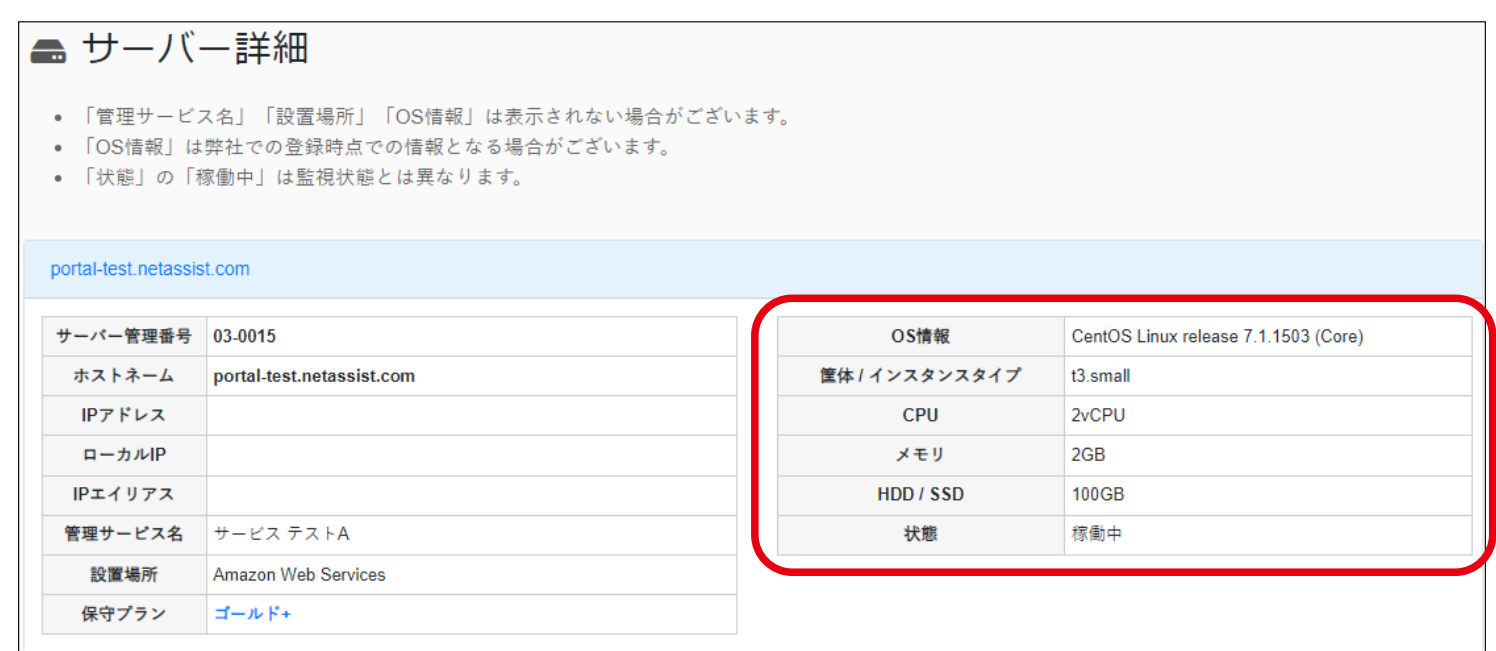 サーバー詳細
「管理サービス名」「設置場所」「OS情報」は表示されない場合がございます。
「OS情報」は弊社での登録時点での情報となる場合がございます。
「状態」の「稼働中」は監視状態とは異なります。
portal-test.netassist.com
サーバー管理番号 03-0015
ホストネーム portal-test.netassist.com
IPアドレス
ローカルIP
IPエイリアス
管理サービス名 サービス テストA
設置場所 Amazon Web Services
保守プラン ゴールド+
OS情報 CentOS Linux release 7.1.1503 (Core)
筐体 / インスタンスタイプ t3.small
CPU 2vCPU
メモリ 2GB
HDD / SSD 100GB
状態 稼働中